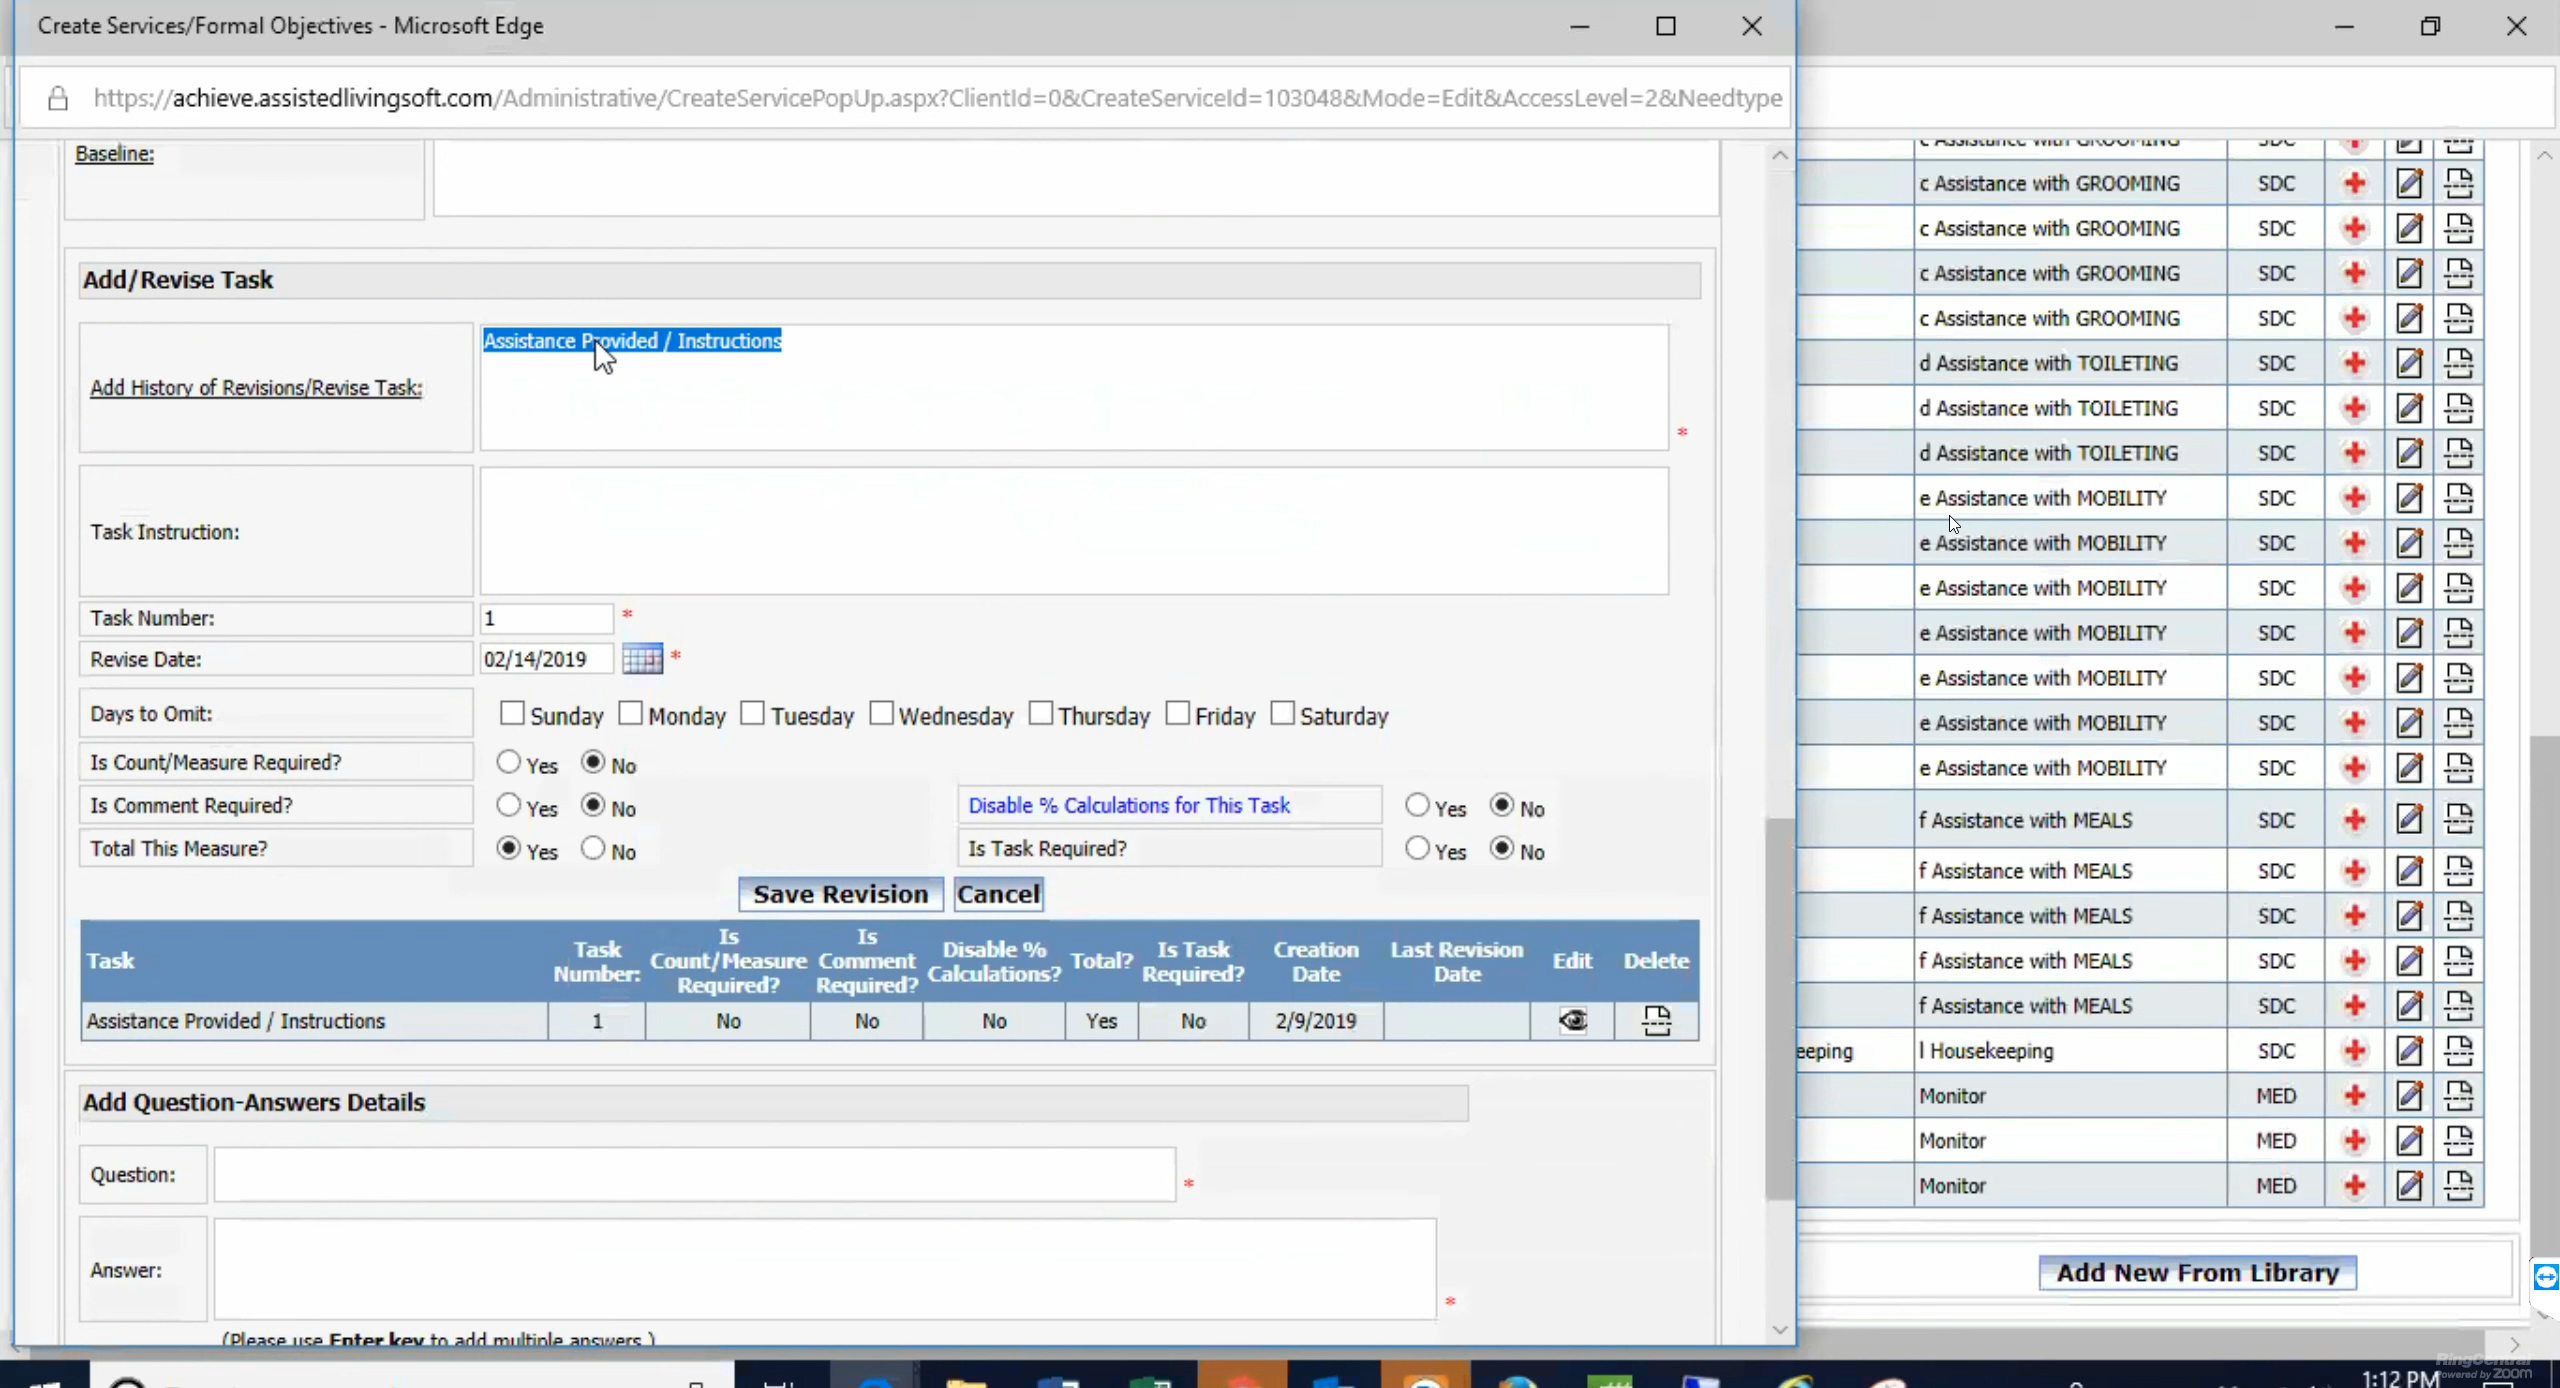 Create Services/Formal Objectives - Microsoft Edge
https://achieve.assistedlivingsoft.com/Administrative/CreateServicePopUp.aspx?ClientId=0&CreateServiceId=103048&Mode=Edit&AccessLevel=2&Needtype
Baseline:
Add/Revise Task
Add History of Revisions/Revise Task:
Assistance Provided / Instructions
*
Task Instruction:
Task Number:
1 *
Revise Date:
02/14/2019 *
Days to Omit:
Sunday Monday Tuesday Wednesday Thursday Friday Saturday
Is Count/Measure Required?
Yes No
Is Comment Required?
Yes No
Disable % Calculations for This Task
Yes No
Total This Measure?
Yes No
Is Task Required?
Yes No
Save Revision Cancel
Task
Task Number:
Is Count/Measure Required?
Is Comment Required?
Disable % Calculations?
Total?
Is Task Required?
Creation Date
Last Revision Date
Edit
Delete
Assistance Provided / Instructions 1 No No No Yes No 2/9/2019
Add Question-Answers Details
Question:
*
Answer:
*
(Please use Enter key to add multiple answers.)
c Assistance with GROOMING SDC
c Assistance with GROOMING SDC
c Assistance with GROOMING SDC
c Assistance with GROOMING SDC
c Assistance with GROOMING SDC
d Assistance with TOILETING SDC
d Assistance with TOILETING SDC
d Assistance with TOILETING SDC
e Assistance with MOBILITY SDC
e Assistance with MOBILITY SDC
e Assistance with MOBILITY SDC
e Assistance with MOBILITY SDC
e Assistance with MOBILITY SDC
e Assistance with MOBILITY SDC
e Assistance with MOBILITY SDC
f Assistance with MEALS SDC
f Assistance with MEALS SDC
f Assistance with MEALS SDC
f Assistance with MEALS SDC
f Assistance with MEALS SDC
eeping l Housekeeping SDC
Monitor MED
Monitor MED
Monitor MED
Add New From Library
RingCentral
Powered by zoom
1:12 PM